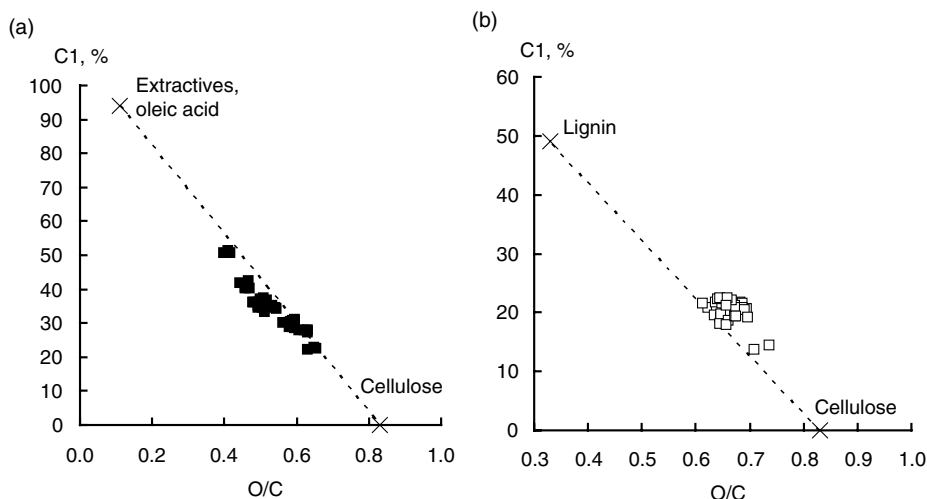 (a)
C1, %
100
90
80
70
60
50
40
30
20
10
0
Extractives,
oleic acid
Cellulose
0.0 0.2 0.4 0.6 0.8 1.0
O/C
(b)
C1, %
60
50
40
30
20
10
0
Lignin
Cellulose
0.3 0.4 0.5 0.6 0.7 0.8 0.9 1.0
O/C